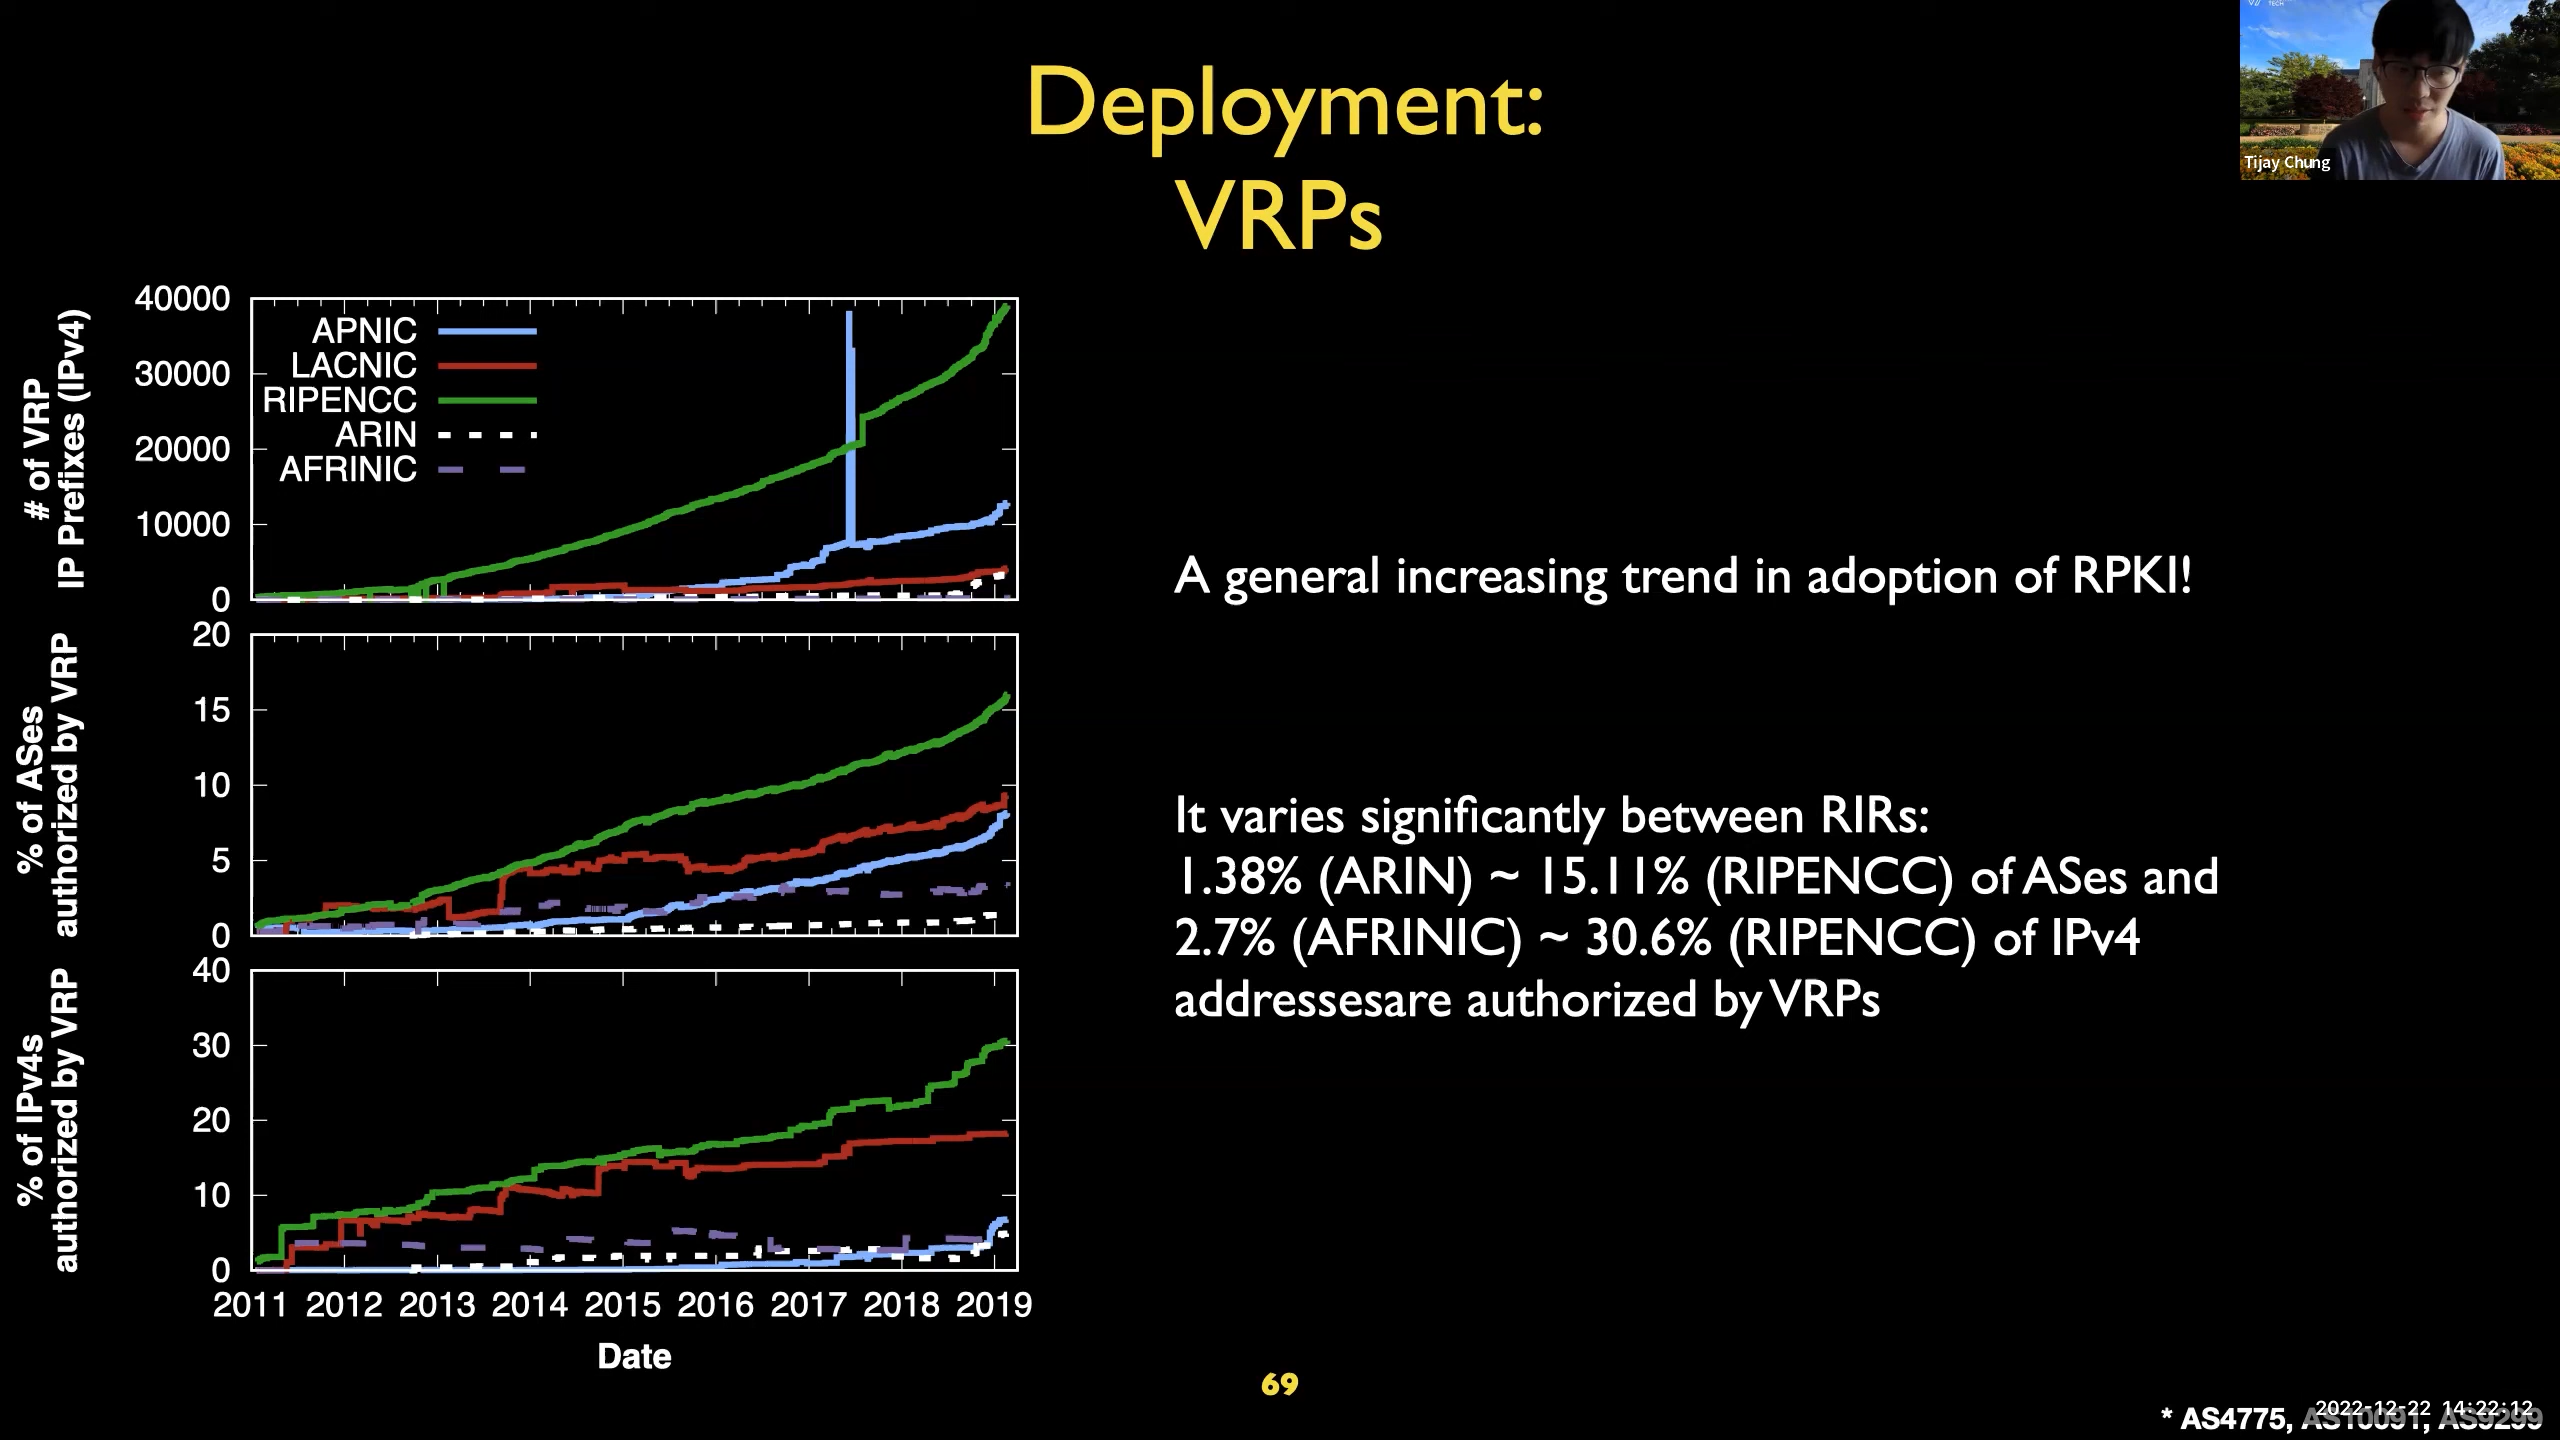 Deployment:
VRPs
TECH
Tijay Chung
# of VRP
IP Prefixes (IPv4)
40000
30000
20000
10000
0
APNIC
LACNIC
RIPENCC
ARIN
AFRINIC
% of ASes
authorized by VRP
20
15
10
5
0
% of IPv4s
authorized by VRP
40
30
20
10
0
2011 2012 2013 2014 2015 2016 2017 2018 2019
Date
A general increasing trend in adoption of RPKI!
It varies significantly between RIRs:
1.38% (ARIN) ~ 15.11% (RIPENCC) of ASes and
2.7% (AFRINIC) ~ 30.6% (RIPENCC) of IPv4
addressesare authorized by VRPs
69
2022-12-22 14:22:12
* AS4775, AS10091, AS9299